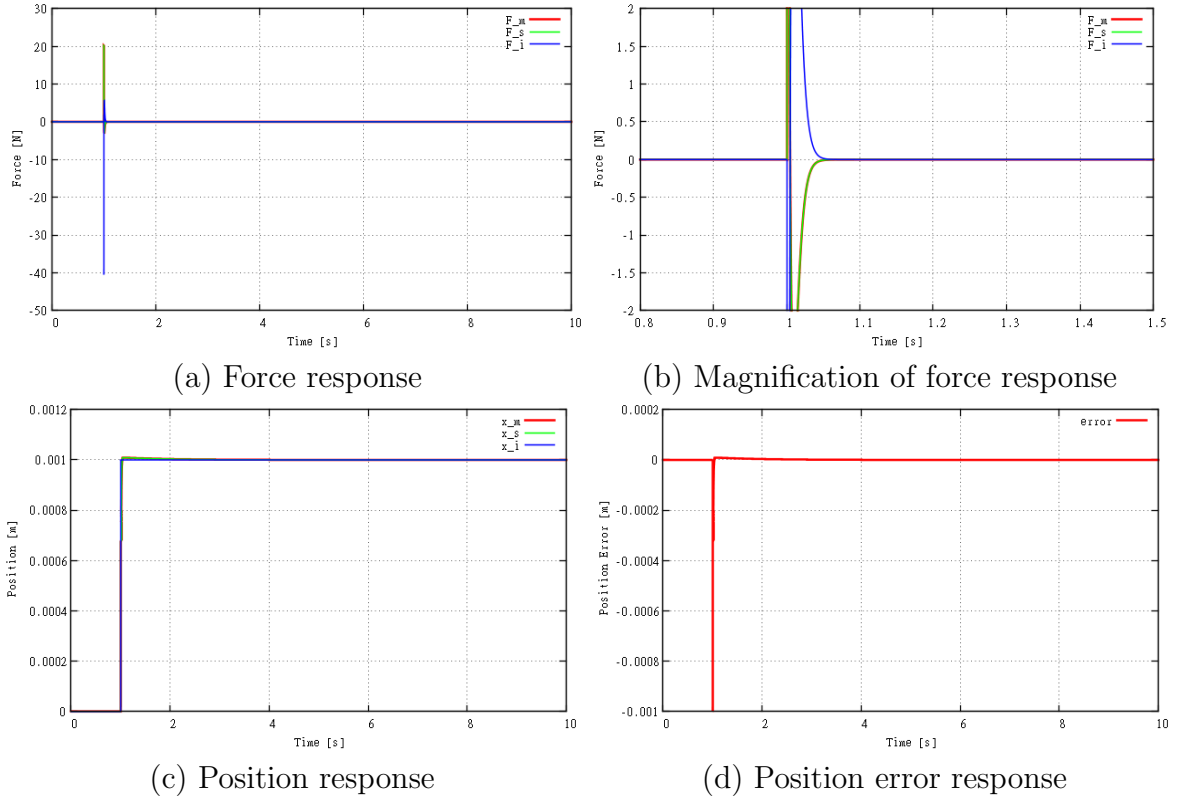 30
20
10
0
-10
-20
-30
-40
-50
Force [N]
0 2 4 6 8 10
Time [s]
F_m
F_s
F_i
(a) Force response
2
1.5
1
0.5
0
-0.5
-1
-1.5
-2
Force [N]
0.8 0.9 1 1.1 1.2 1.3 1.4 1.5
Time [s]
F_m
F_s
F_i
(b) Magnification of force response
0.0012
0.001
0.0008
0.0006
0.0004
0.0002
0
Position [m]
0 2 4 6 8 10
Time [s]
x_m
x_s
x_i
(c) Position response
0.0002
0
-0.0002
-0.0004
-0.0006
-0.0008
-0.001
Position Error [m]
0 2 4 6 8 10
Time [s]
error
(d) Position error response